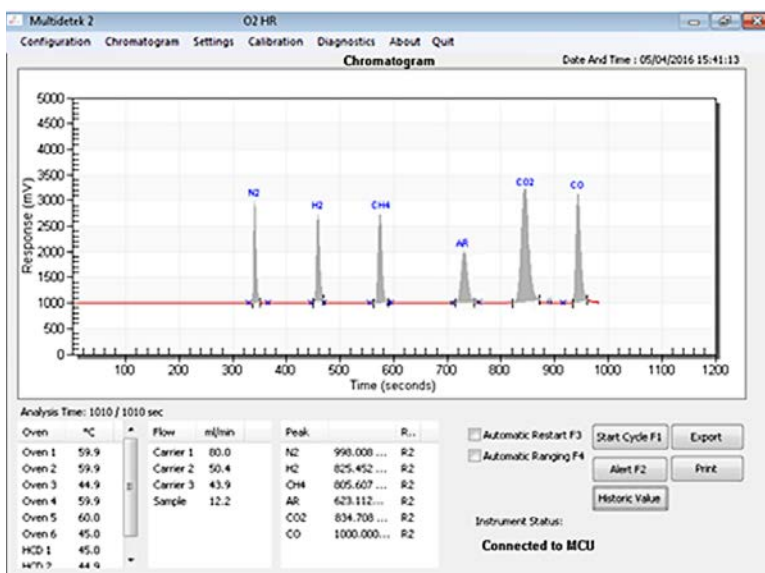 Multidetek 2 O2 HR
Configuration Chromatogram Settings Calibration Diagnostics About Quit
Chromatogram Date And Time : 05/04/2016 15:41:13
Response (mV)
5000
4500
4000
3500
3000
2500
2000
1500
1000
500
0
N2 H2 CH4 AR CO2 CO
100 200 300 400 500 600 700 800 900 1000 1100 1200
Time (seconds)
Analysis Time: 1010 / 1010 sec
Oven °C
Oven 1 59.9
Oven 2 59.9
Oven 3 44.9
Oven 4 59.9
Oven 5 60.0
Oven 6 45.0
HCD 1 45.0
HCD 2 44.9
Flow ml/min
Carrier 1 80.0
Carrier 2 50.4
Carrier 3 43.9
Sample 12.2
Peak R...
N2 998.008 ... R2
H2 825.452 ... R2
CH4 805.607 ... R2
AR 623.112... R2
CO2 834.708 ... R2
CO 1000.000... R2
Automatic Restart F3
Automatic Ranging F4
Start Cycle F1 Export
Alert F2 Print
Historic Value
Instrument Status:
Connected to MCU